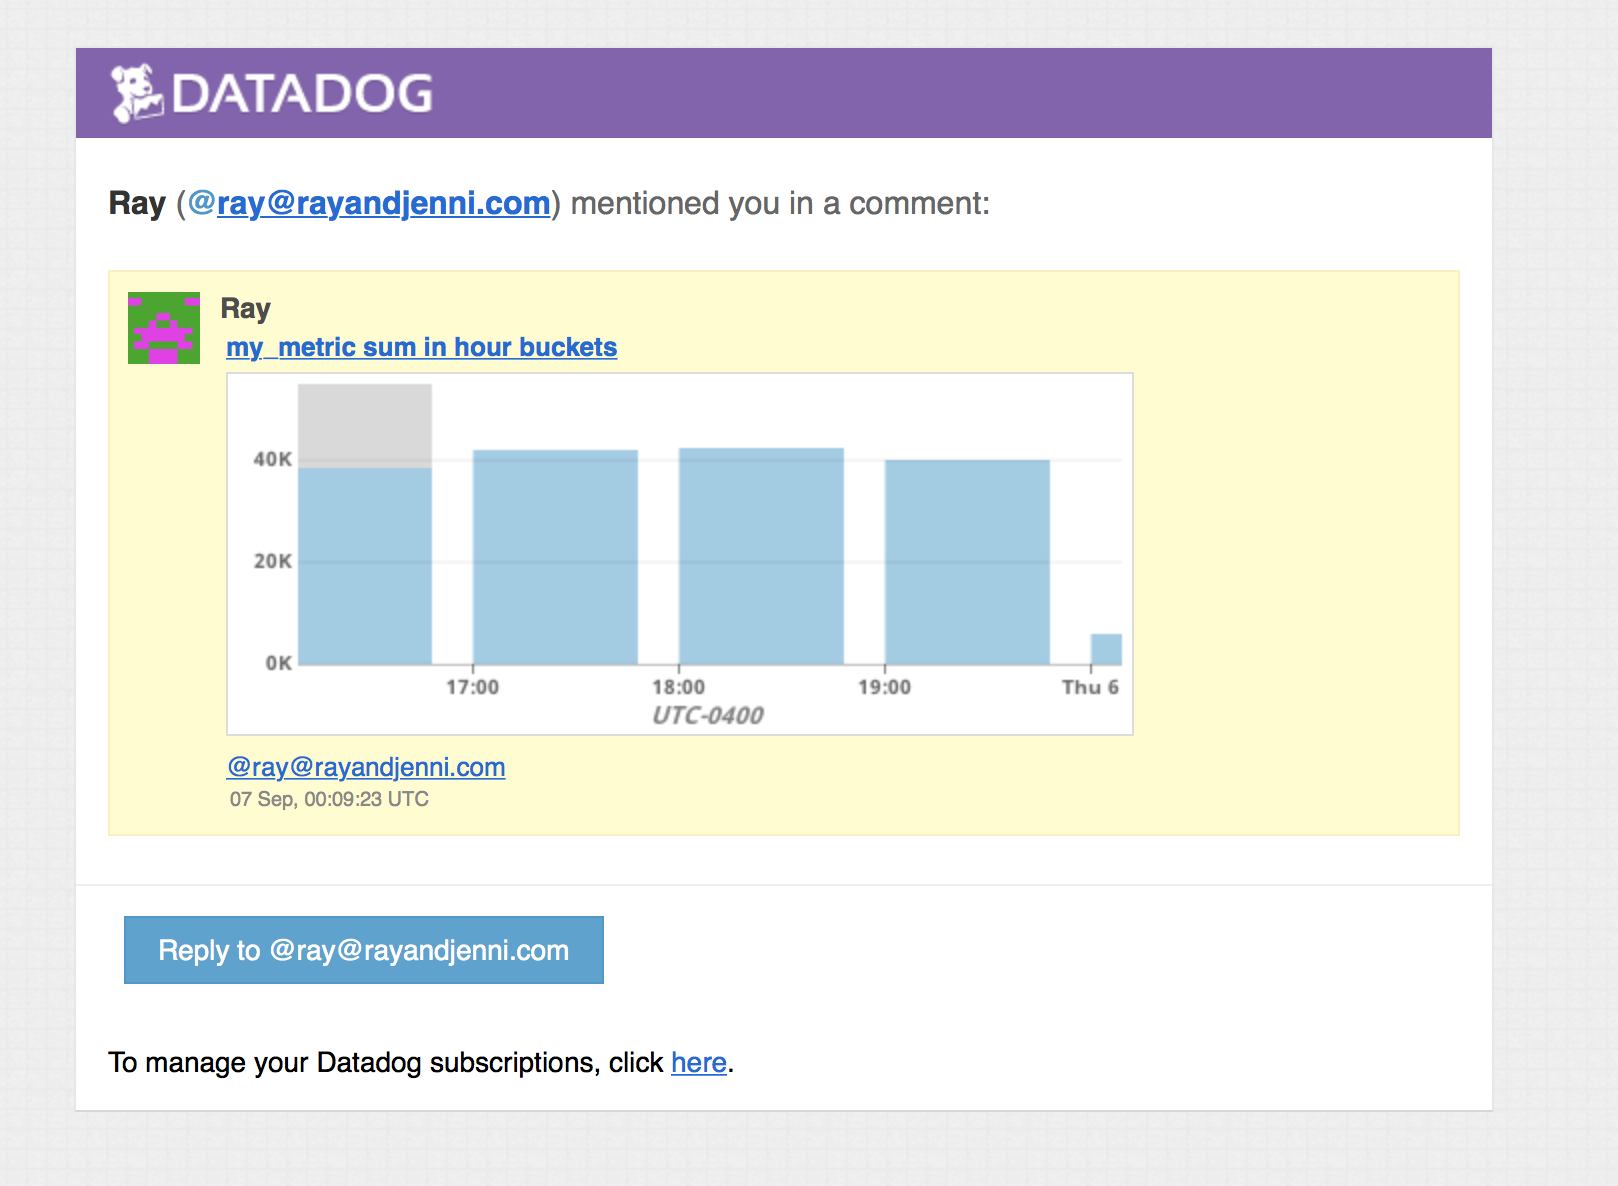 DATADOG
Ray (@ray@rayandjenni.com) mentioned you in a comment:
Ray
my_metric sum in hour buckets
40K
20K
0K
17:00 18:00 19:00 Thu 6
UTC-0400
@ray@rayandjenni.com
07 Sep, 00:09:23 UTC
Reply to @ray@rayandjenni.com
To manage your Datadog subscriptions, click here.